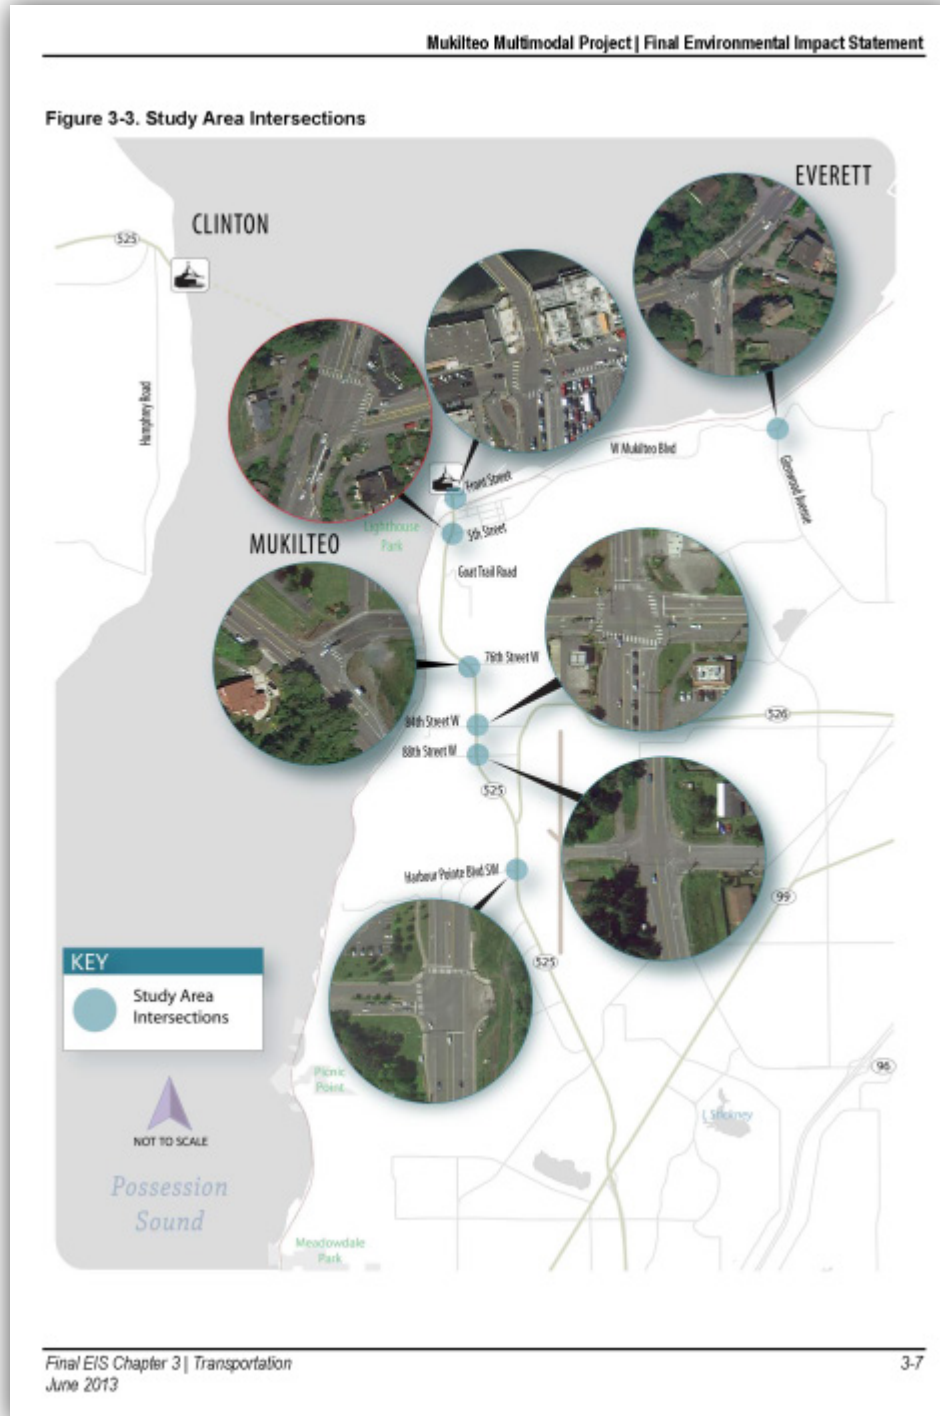 Mukilteo Multimodal Project | Final Environmental Impact Statement
Figure 3-3. Study Area Intersections
EVERETT
CLINTON
525
Humphrey Road
W Mukilteo Blvd
Glenwood Avenue
Front Street
Lighthouse
Park
5th Street
MUKILTEO
Goat Trail Road
76th Street W
84th Street W
526
88th Street W
525
Harbour Pointe Blvd SW
99
525
KEY
Study Area
Intersections
96
Picnic
Point
L Stickney
NOT TO SCALE
Possession
Sound
Meadowdale
Park
Final EIS Chapter 3 | Transportation
3-7
June 2013